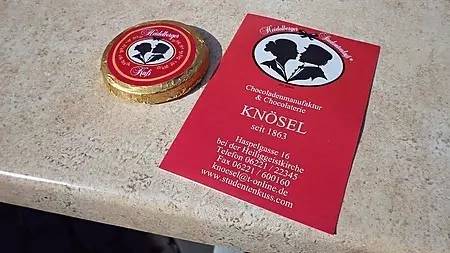 Heidelberger
Kuß
Heidelberger Studentenkuß
Chocoladenmanufaktur
& Chocolaterie
KNÖSEL
seit 1863
Haspelgasse 16
bei der Heiliggeistkirche
Telefon 06221 / 22345
Fax 06221 / 600160
knoesel@t-online.de
www.studentenkuss.com